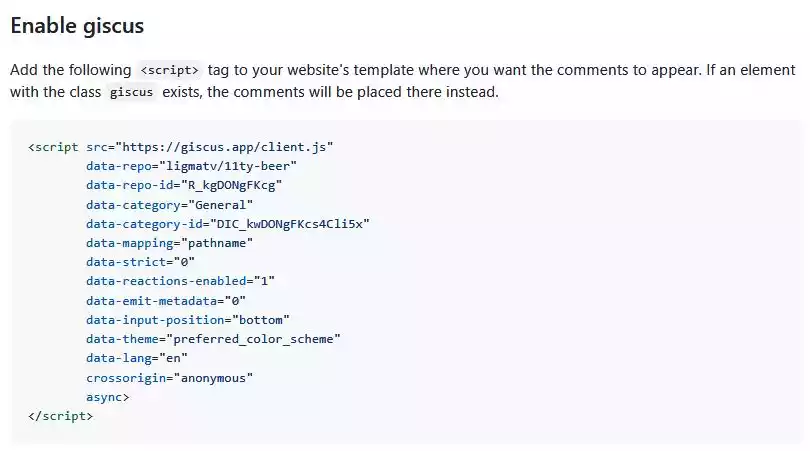 Enable giscus
Add the following <script> tag to your website's template where you want the comments to appear. If an element
with the class giscus exists, the comments will be placed there instead.
<script src="https://giscus.app/client.js"
data-repo="ligmatv/11ty-beer"
data-repo-id="R_kgDONgFKcg"
data-category="General"
data-category-id="DIC_kwDONgFKcs4Cli5x"
data-mapping="pathname"
data-strict="0"
data-reactions-enabled="1"
data-emit-metadata="0"
data-input-position="bottom"
data-theme="preferred_color_scheme"
data-lang="en"
crossorigin="anonymous"
async>
</script>